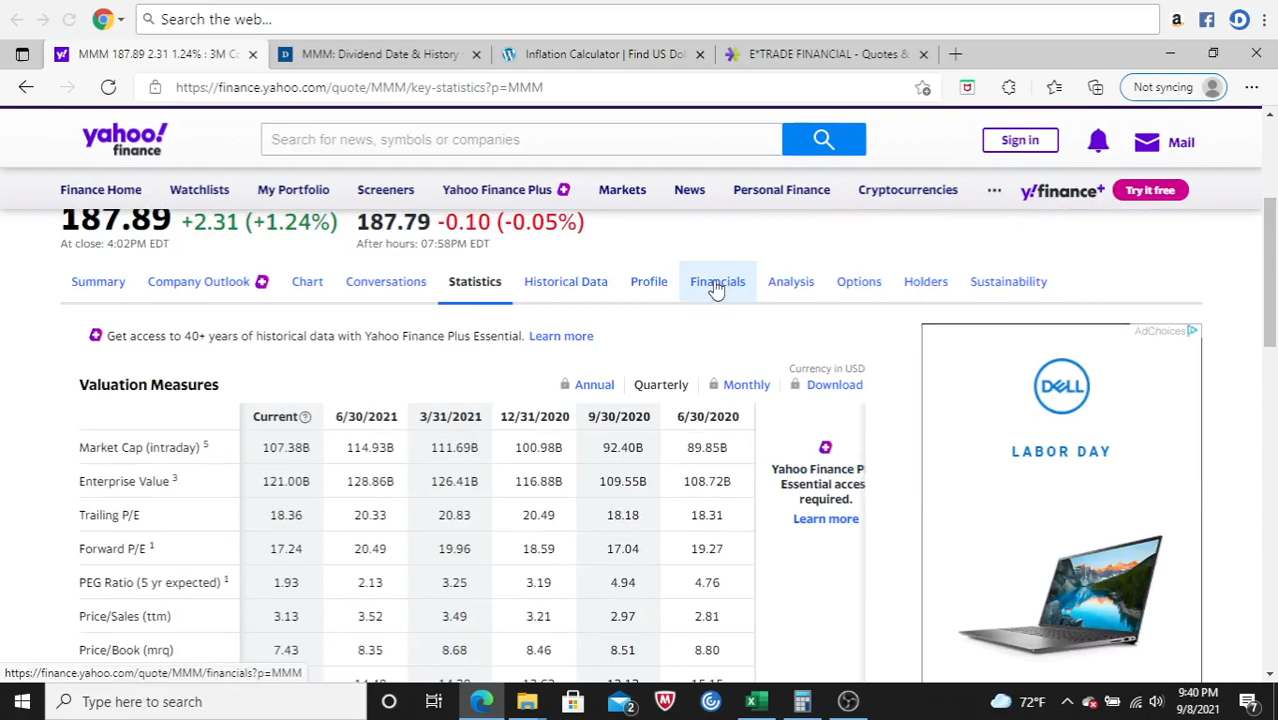 Search the web...
MMM 187.89 2.31 1.24% : 3M Co
MMM: Dividend Date & History
Inflation Calculator | Find US Dol
E*TRADE FINANCIAL - Quotes &
https://finance.yahoo.com/quote/MMM/key-statistics?p=MMM
Not syncing
yahoo!
finance
Search for news, symbols or companies
Sign in
Mail
Finance Home Watchlists My Portfolio Screeners Yahoo Finance Plus Markets News Personal Finance Cryptocurrencies ... y!finance+ Try it free
187.89 +2.31 (+1.24%) 187.79 -0.10 (-0.05%)
At close: 4:02PM EDT After hours: 07:58PM EDT
Summary Company Outlook Chart Conversations Statistics Historical Data Profile Financials Analysis Options Holders Sustainability
Get access to 40+ years of historical data with Yahoo Finance Plus Essential. Learn more
AdChoices
Currency in USD
Valuation Measures Annual Quarterly Monthly Download
Current 6/30/2021 3/31/2021 12/31/2020 9/30/2020 6/30/2020
Market Cap (intraday) 5 107.38B 114.93B 111.69B 100.98B 92.40B 89.85B
Enterprise Value 3 121.00B 128.86B 126.41B 116.88B 109.55B 108.72B
Trailing P/E 18.36 20.33 20.83 20.49 18.18 18.31
Forward P/E 1 17.24 20.49 19.96 18.59 17.04 19.27
PEG Ratio (5 yr expected) 1 1.93 2.13 3.25 3.19 4.94 4.76
Price/Sales (ttm) 3.13 3.52 3.49 3.21 2.97 2.81
Price/Book (mrq) 7.43 8.35 8.68 8.46 8.51 8.80
Yahoo Finance P
Essential acces
required.
Learn more
DELL
LABOR DAY
https://finance.yahoo.com/quote/MMM/financials?p=MMM
Type here to search
2
72°F
9:40 PM
9/8/2021
7